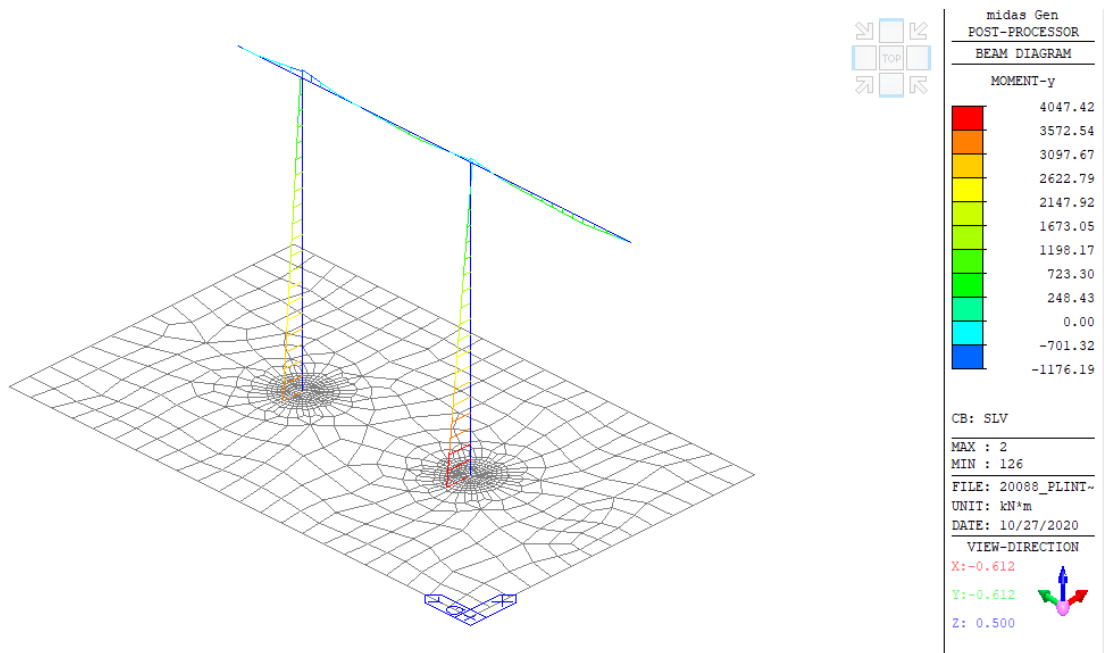 TOP
midas Gen
POST-PROCESSOR
BEAM DIAGRAM
MOMENT-y
4047.42
3572.54
3097.67
2622.79
2147.92
1673.05
1198.17
723.30
248.43
0.00
-701.32
-1176.19
CB: SLV
MAX : 2
MIN : 126
FILE: 20088_PLINT~
UNIT: kN*m
DATE: 10/27/2020
VIEW-DIRECTION
X:-0.612
Y:-0.612
Z: 0.500